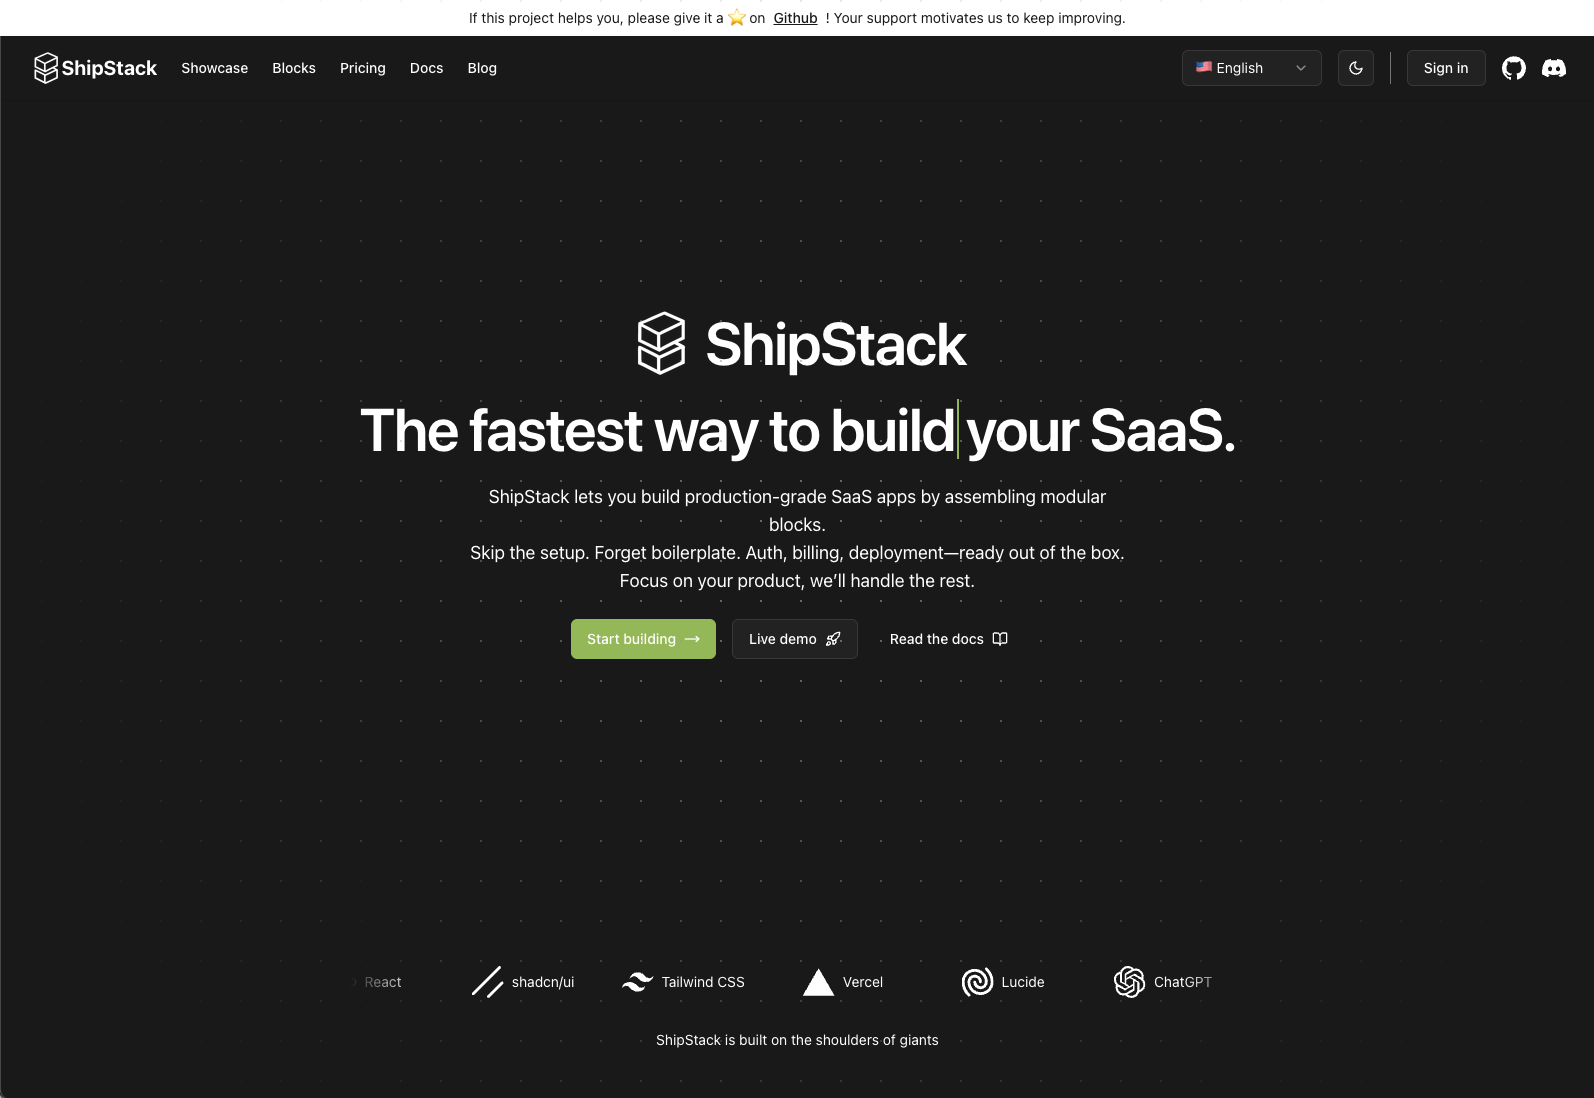 If this project helps you, please give it a ⭐ on Github ! Your support motivates us to keep improving.
ShipStack Showcase Blocks Pricing Docs Blog 🇺🇸 English Sign in
ShipStack
The fastest way to build your SaaS.
ShipStack lets you build production-grade SaaS apps by assembling modular
blocks.
Skip the setup. Forget boilerplate. Auth, billing, deployment—ready out of the box.
Focus on your product, we’ll handle the rest.
Start building → Live demo Read the docs
React shadcn/ui Tailwind CSS Vercel Lucide ChatGPT
ShipStack is built on the shoulders of giants